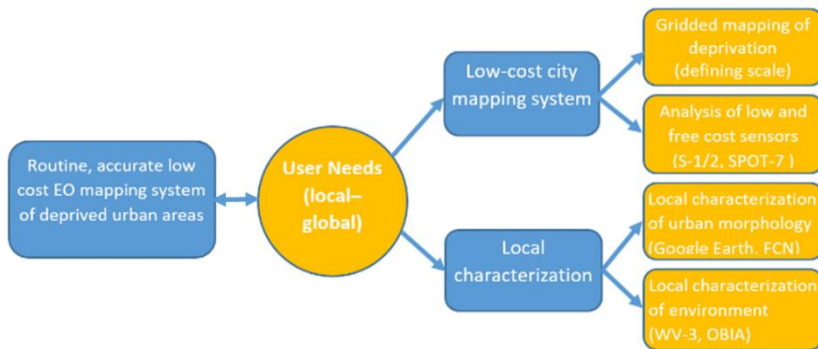 Routine, accurate low
cost EO mapping system
of deprived urban areas
User Needs
(local–
global)
Low-cost city
mapping system
Local
characterization
Gridded mapping of
deprivation
(defining scale)
Analysis of low and
free cost sensors
(S-1/2, SPOT-7 )
Local characterization
of urban morphology
(Google Earth, FCN)
Local characterization
of environment
(WV-3, OBIA)